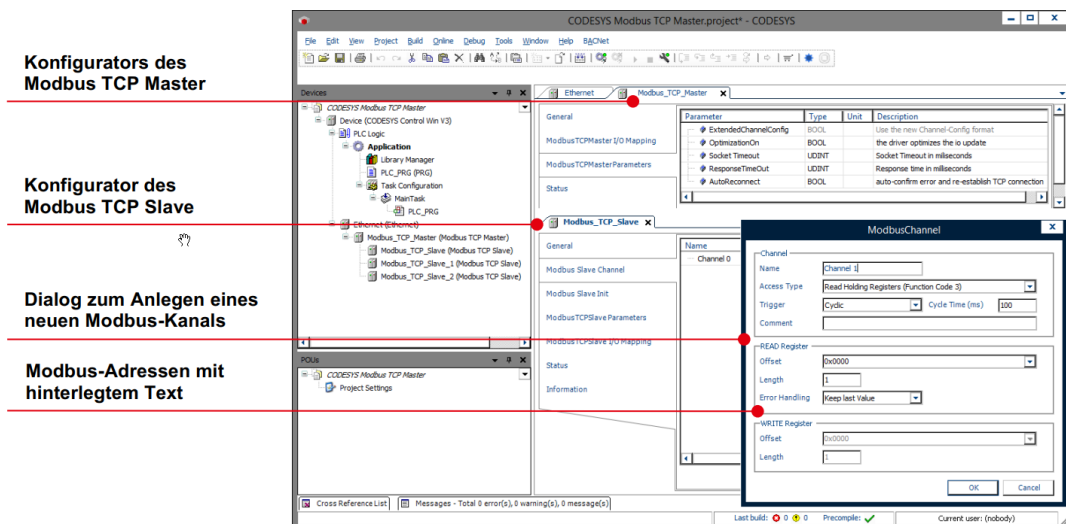 CODESYS Modbus TCP Master.project* - CODESYS
File Edit View Project Build Online Debug Tools Window Help BACNet
Konfigurators des
Modbus TCP Master
Konfigurator des
Modbus TCP Slave
Dialog zum Anlegen eines
neuen Modbus-Kanals
Modbus-Adressen mit
hinterlegtem Text
Devices
CODESYS Modbus TCP Master
Device (CODESYS Control Win V3)
PLC Logic
Application
Library Manager
PLC_PRG (PRG)
Task Configuration
MainTask
PLC_PRG
Ethernet (Ethernet)
Modbus_TCP_Master (Modbus TCP Master)
Modbus_TCP_Slave (Modbus TCP Slave)
Modbus_TCP_Slave_1 (Modbus TCP Slave)
Modbus_TCP_Slave_2 (Modbus TCP Slave)
POUs
CODESYS Modbus TCP Master
Project Settings
Ethernet Modbus_TCP_Master
General
ModbusTCPMaster I/O Mapping
ModbusTCPMasterParameters
Status
Parameter Type Unit Description
ExtendedChannelConfig BOOL Use the new Channel-Config format
OptimizationOn BOOL the driver optimizes the io update
Socket Timeout UDINT Socket Timeout in miliseconds
ResponseTimeOut UDINT Response time in miliseconds
AutoReconnect BOOL auto-confirm error and re-establish TCP connection
Modbus_TCP_Slave
General
Modbus Slave Channel
Modbus Slave Init
ModbusTCPSlave Parameters
ModbusTCPSlave I/O Mapping
Status
Information
Name
Channel 0
ModbusChannel
Channel
Name Channel 1
Access Type Read Holding Registers (Function Code 3)
Trigger Cyclic Cycle Time (ms) 100
Comment
READ Register
Offset 0x0000
Length 1
Error Handling Keep last Value
WRITE Register
Offset 0x0000
Length 1
OK Cancel
Cross Reference List Messages - Total 0 error(s), 0 warning(s), 0 message(s)
Last build: 0 0 Precompile: Current user: (nobody)